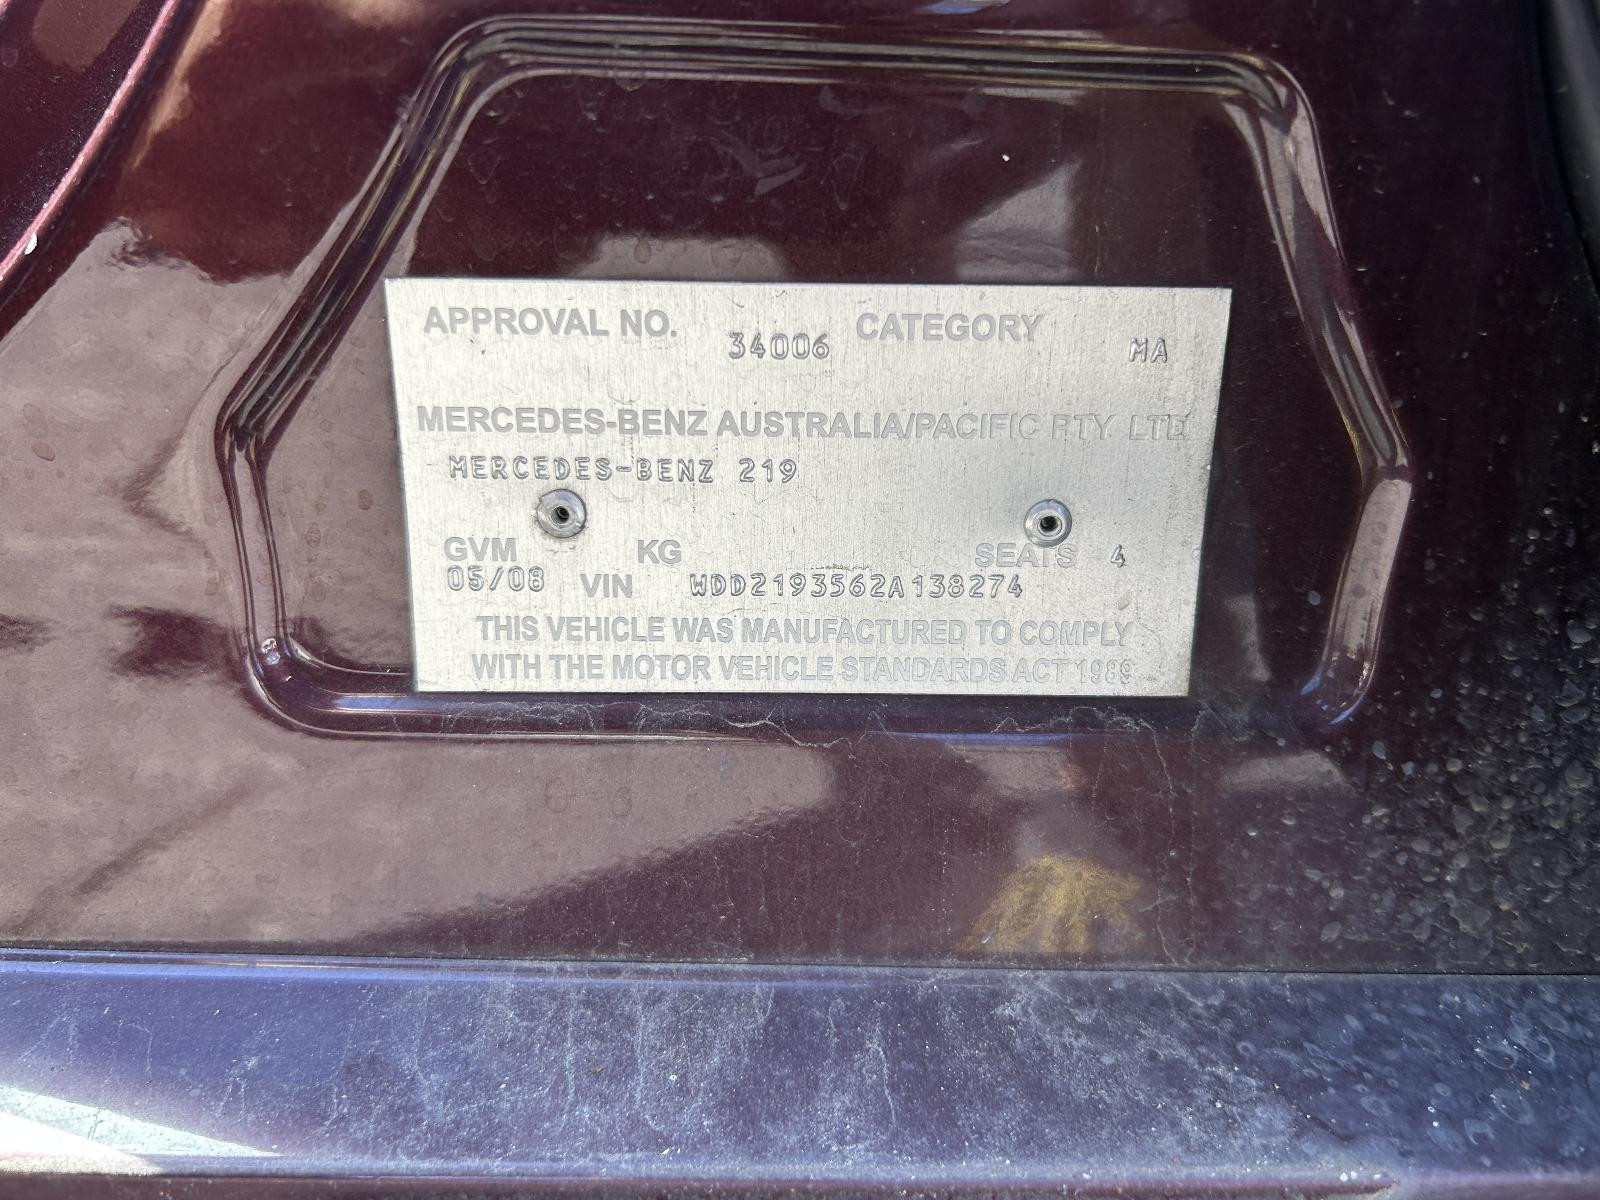 APPROVAL NO. 34006 CATEGORY MA
MERCEDES-BENZ AUSTRALIA/PACIFIC PTY LTD
MERCEDES-BENZ 219
GVM KG SEATS 4
05/08 VIN WDD2193562A138274
THIS VEHICLE WAS MANUFACTURED TO COMPLY
WITH THE MOTOR VEHICLE STANDARDS ACT 1989